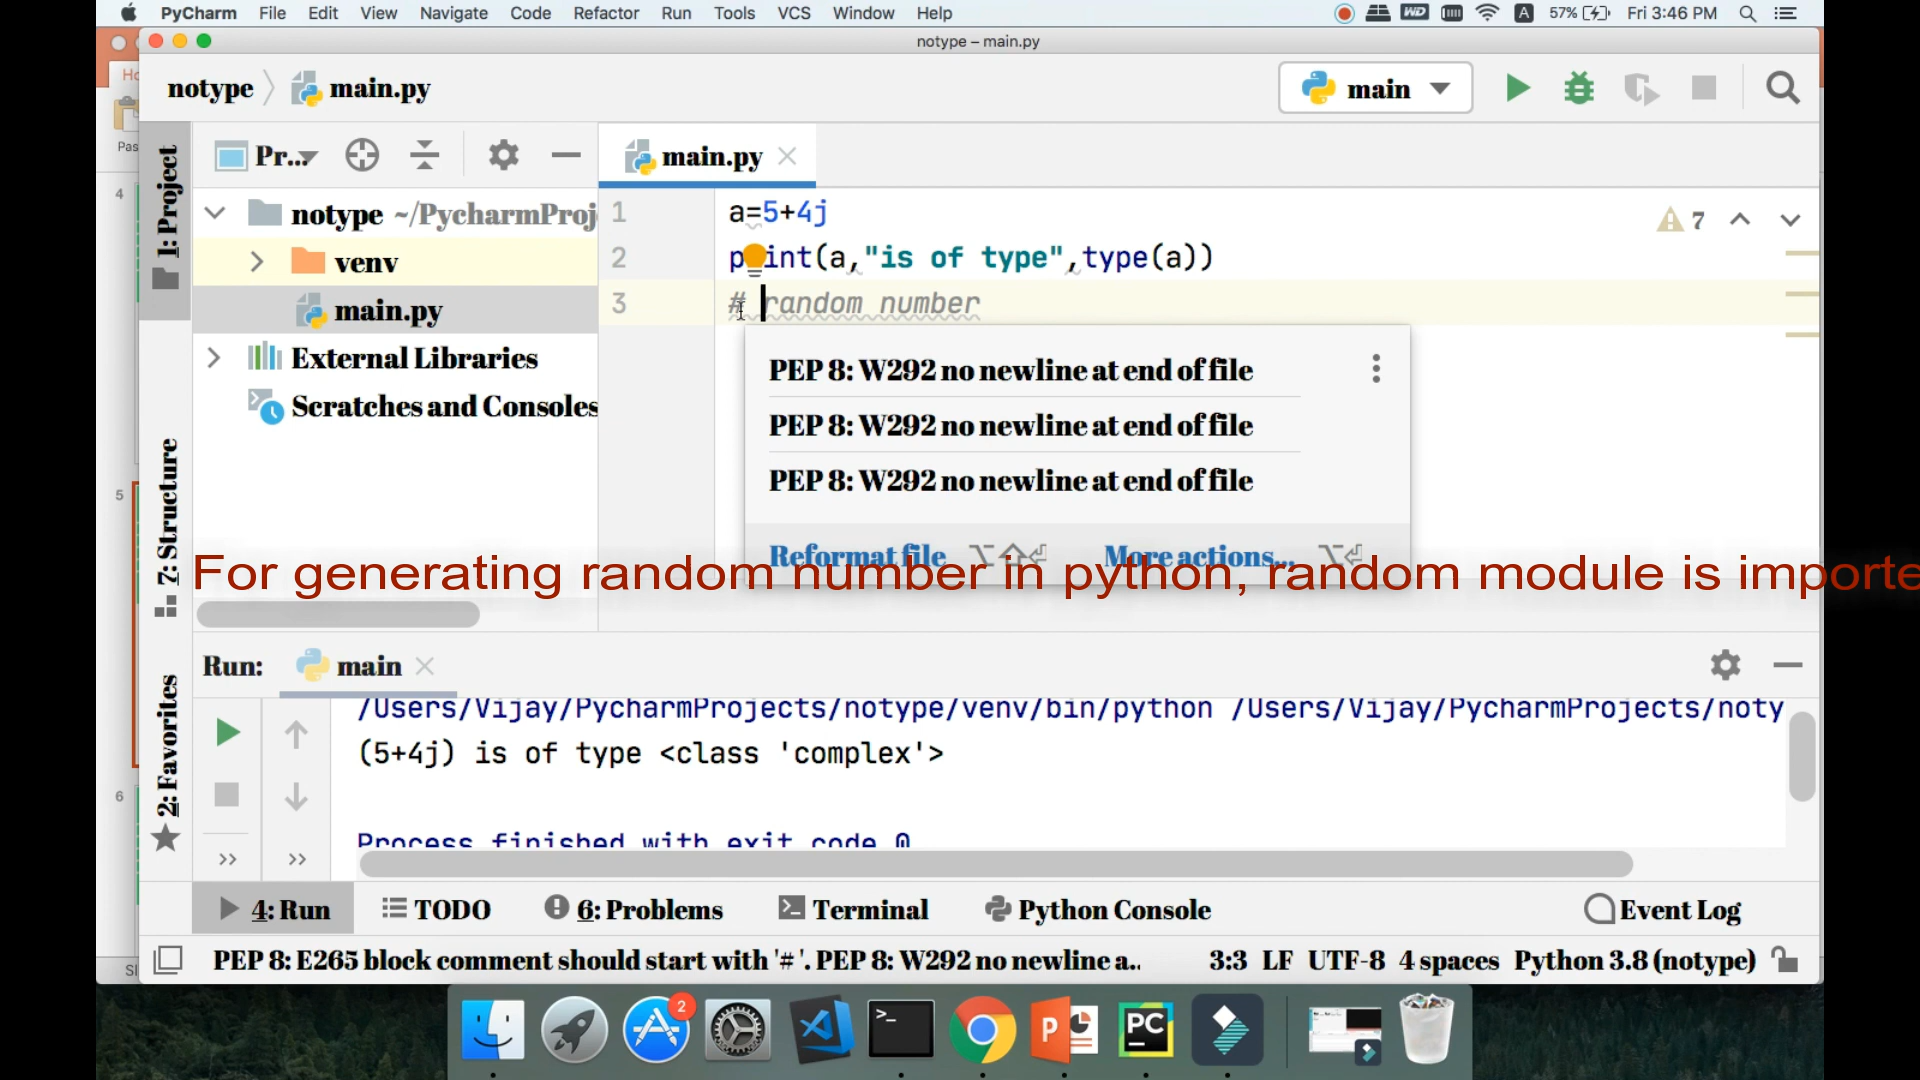 PyCharm File Edit View Navigate Code Refactor Run Tools VCS Window Help
WD A 57% Fri 3:46 PM
notype – main.py
notype main.py
main
Pas
1: Project
Pr...
main.py
4
notype ~/PycharmProj
venv
main.py
External Libraries
Scratches and Consoles
1 a=5+4j
2 print(a,"is of type",type(a))
3 # random number
7
PEP 8: W292 no newline at end of file
PEP 8: W292 no newline at end of file
PEP 8: W292 no newline at end of file
Reformat file ⌥⇧⏎ More actions... ⌥⏎
For generating random number in python, random module is importe
5
7: Structure
Run: main
2: Favorites
/Users/Vijay/PycharmProjects/notype/venv/bin/python /Users/Vijay/PycharmProjects/noty
(5+4j) is of type <class 'complex'>
Process finished with exit code 0
6
4: Run TODO 6: Problems Terminal Python Console Event Log
PEP 8: E265 block comment should start with '# '. PEP 8: W292 no newline a.. 3:3 LF UTF-8 4 spaces Python 3.8 (notype)
2
PC